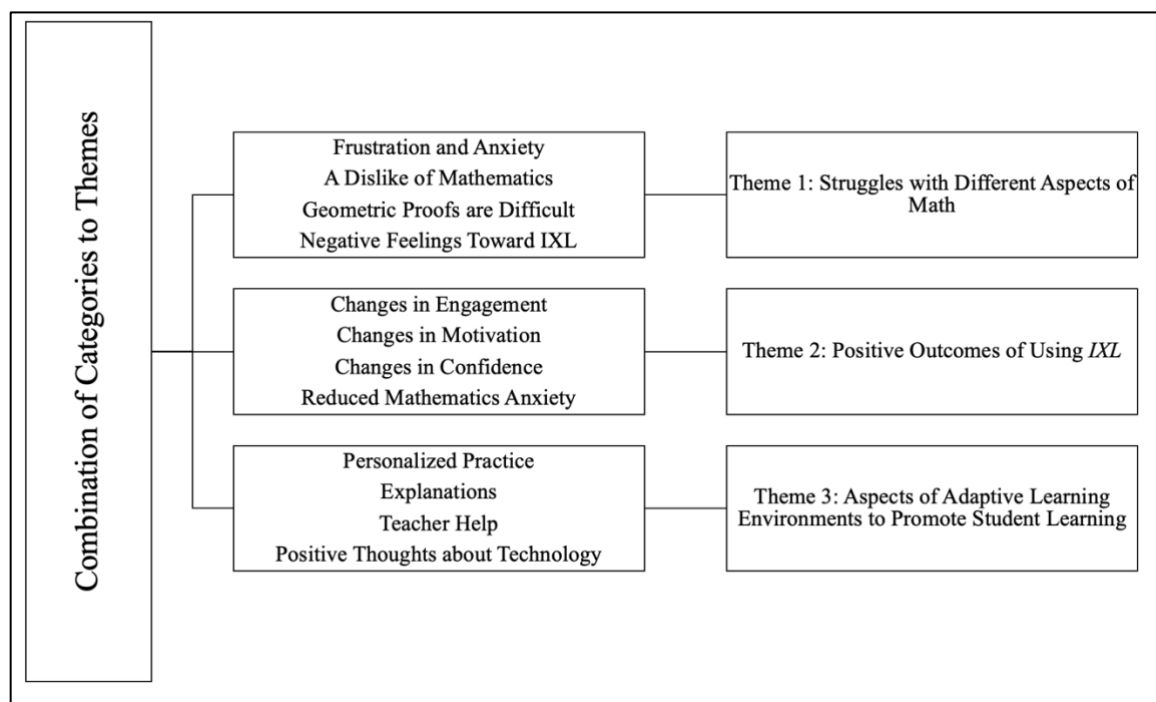 Combination of Categories to Themes
Frustration and Anxiety
A Dislike of Mathematics
Geometric Proofs are Difficult
Negative Feelings Toward IXL
Theme 1: Struggles with Different Aspects of
Math
Changes in Engagement
Changes in Motivation
Changes in Confidence
Reduced Mathematics Anxiety
Theme 2: Positive Outcomes of Using IXL
Personalized Practice
Explanations
Teacher Help
Positive Thoughts about Technology
Theme 3: Aspects of Adaptive Learning
Environments to Promote Student Learning